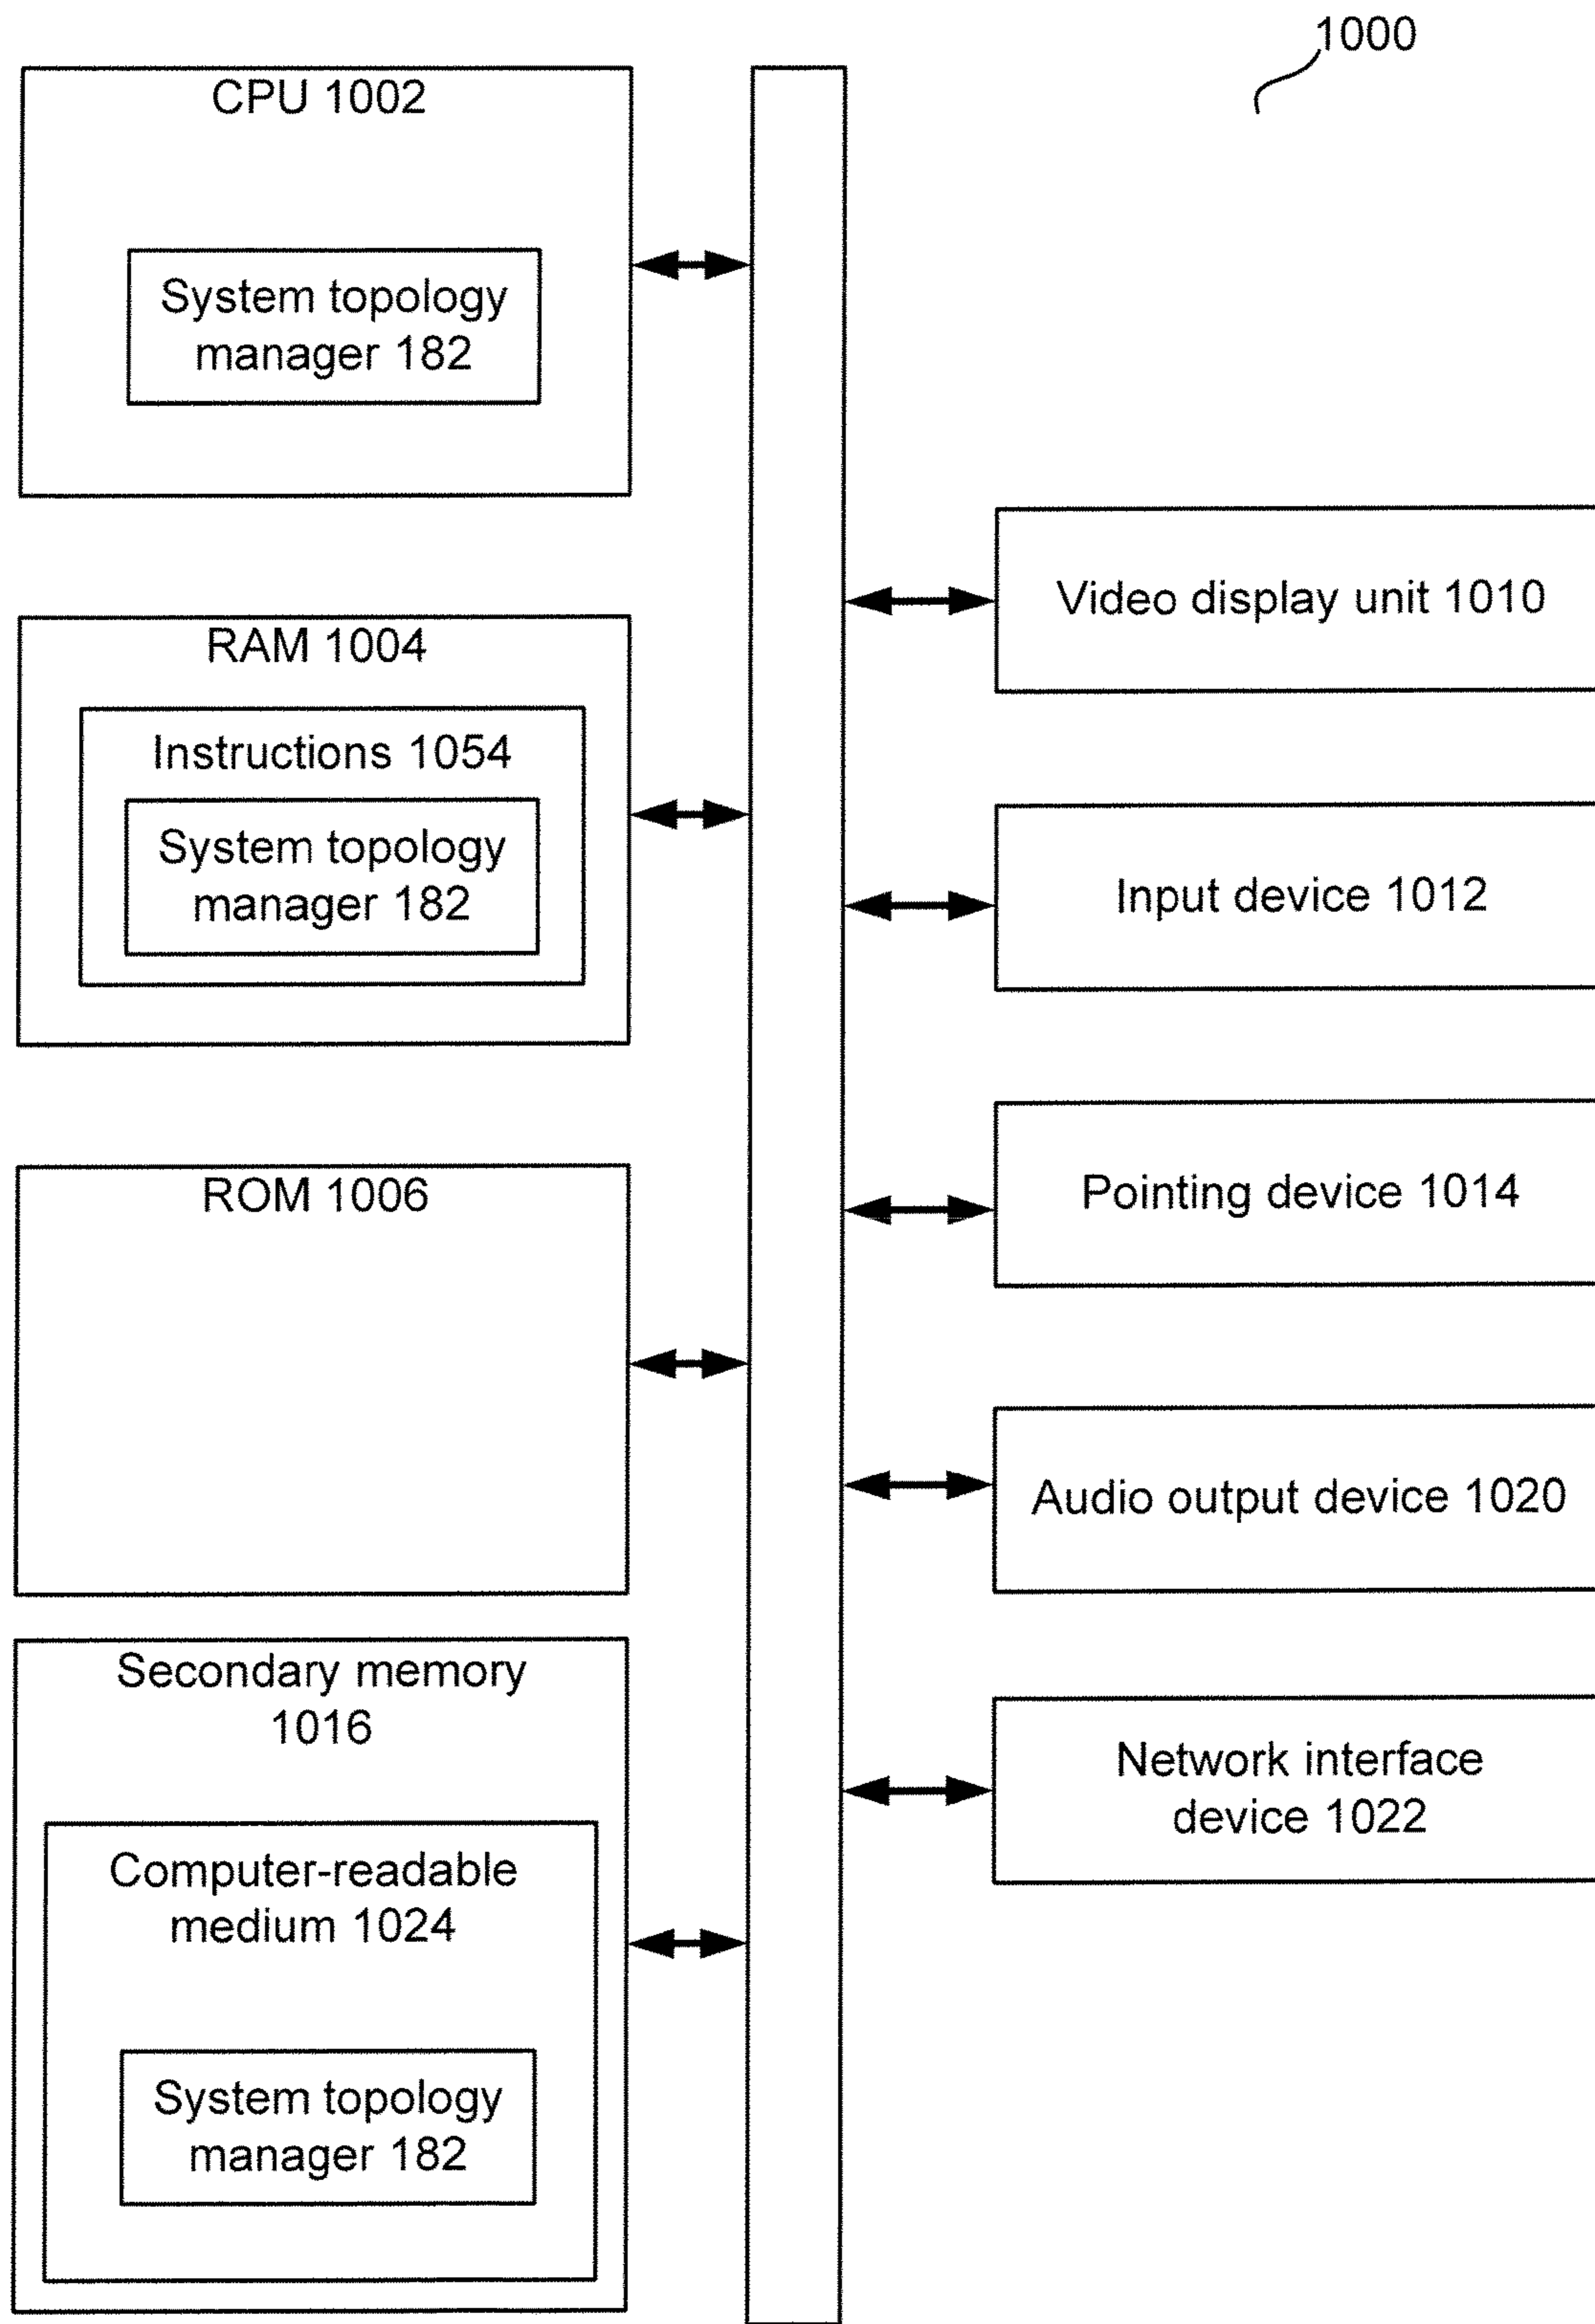 1000
CPU 1002
System topology
manager 182
RAM 1004
Instructions 1054
System topology
manager 182
ROM 1006
Secondary memory
1016
Computer-readable
medium 1024
System topology
manager 182
Video display unit 1010
Input device 1012
Pointing device 1014
Audio output device 1020
Network interface
device 1022